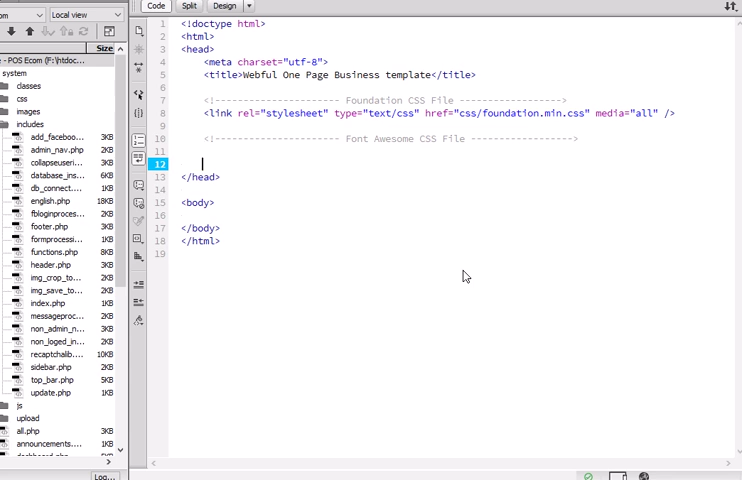 om
Local view
Code
Split
Design
Size
- POS Ecom (F:\htdoc...
system
classes
css
images
includes
add_faceboo... 3KB
admin_nav.php 2KB
collapseuseri... 3KB
database_ins... 6KB
db_connect.... 1KB
english.php 18KB
fbloginproces... 2KB
footer.php 3KB
formprocessi... 1KB
functions.php 8KB
header.php 3KB
img_crop_to... 2KB
img_save_to... 2KB
index.php 1KB
non_admin_n... 3KB
non_loged_in... 2KB
recaptchalib.... 10KB
sidebar.php 3KB
top_bar.php 5KB
update.php 1KB
js
upload
all.php 3KB
announcements.... 3KB
Log...
1 <!doctype html>
2 <html>
3 <head>
4 <meta charset="utf-8">
5 <title>Webful One Page Business template</title>
6
7 <!---------------------- Foundation CSS File ------------------>
8 <link rel="stylesheet" type="text/css" href="css/foundation.min.css" media="all" />
9
10 <!---------------------- Font Awesome CSS File ------------------>
11
12
13 </head>
14
15 <body>
16
17 </body>
18 </html>
19